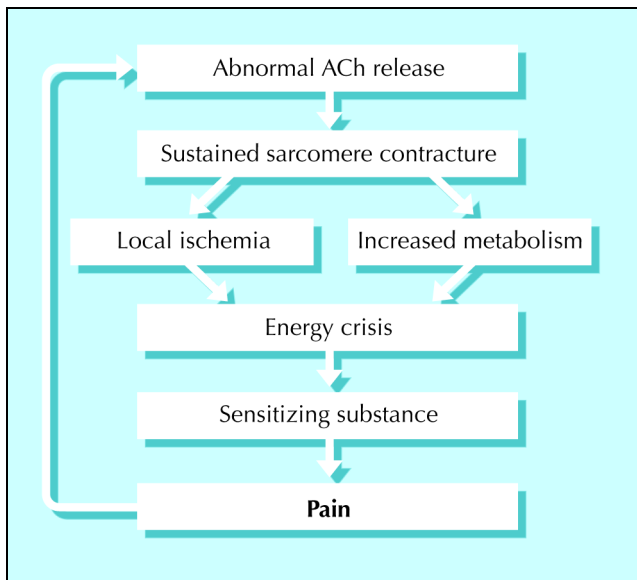 Abnormal ACh release
Sustained sarcomere contracture
Local ischemia
Increased metabolism
Energy crisis
Sensitizing substance
Pain